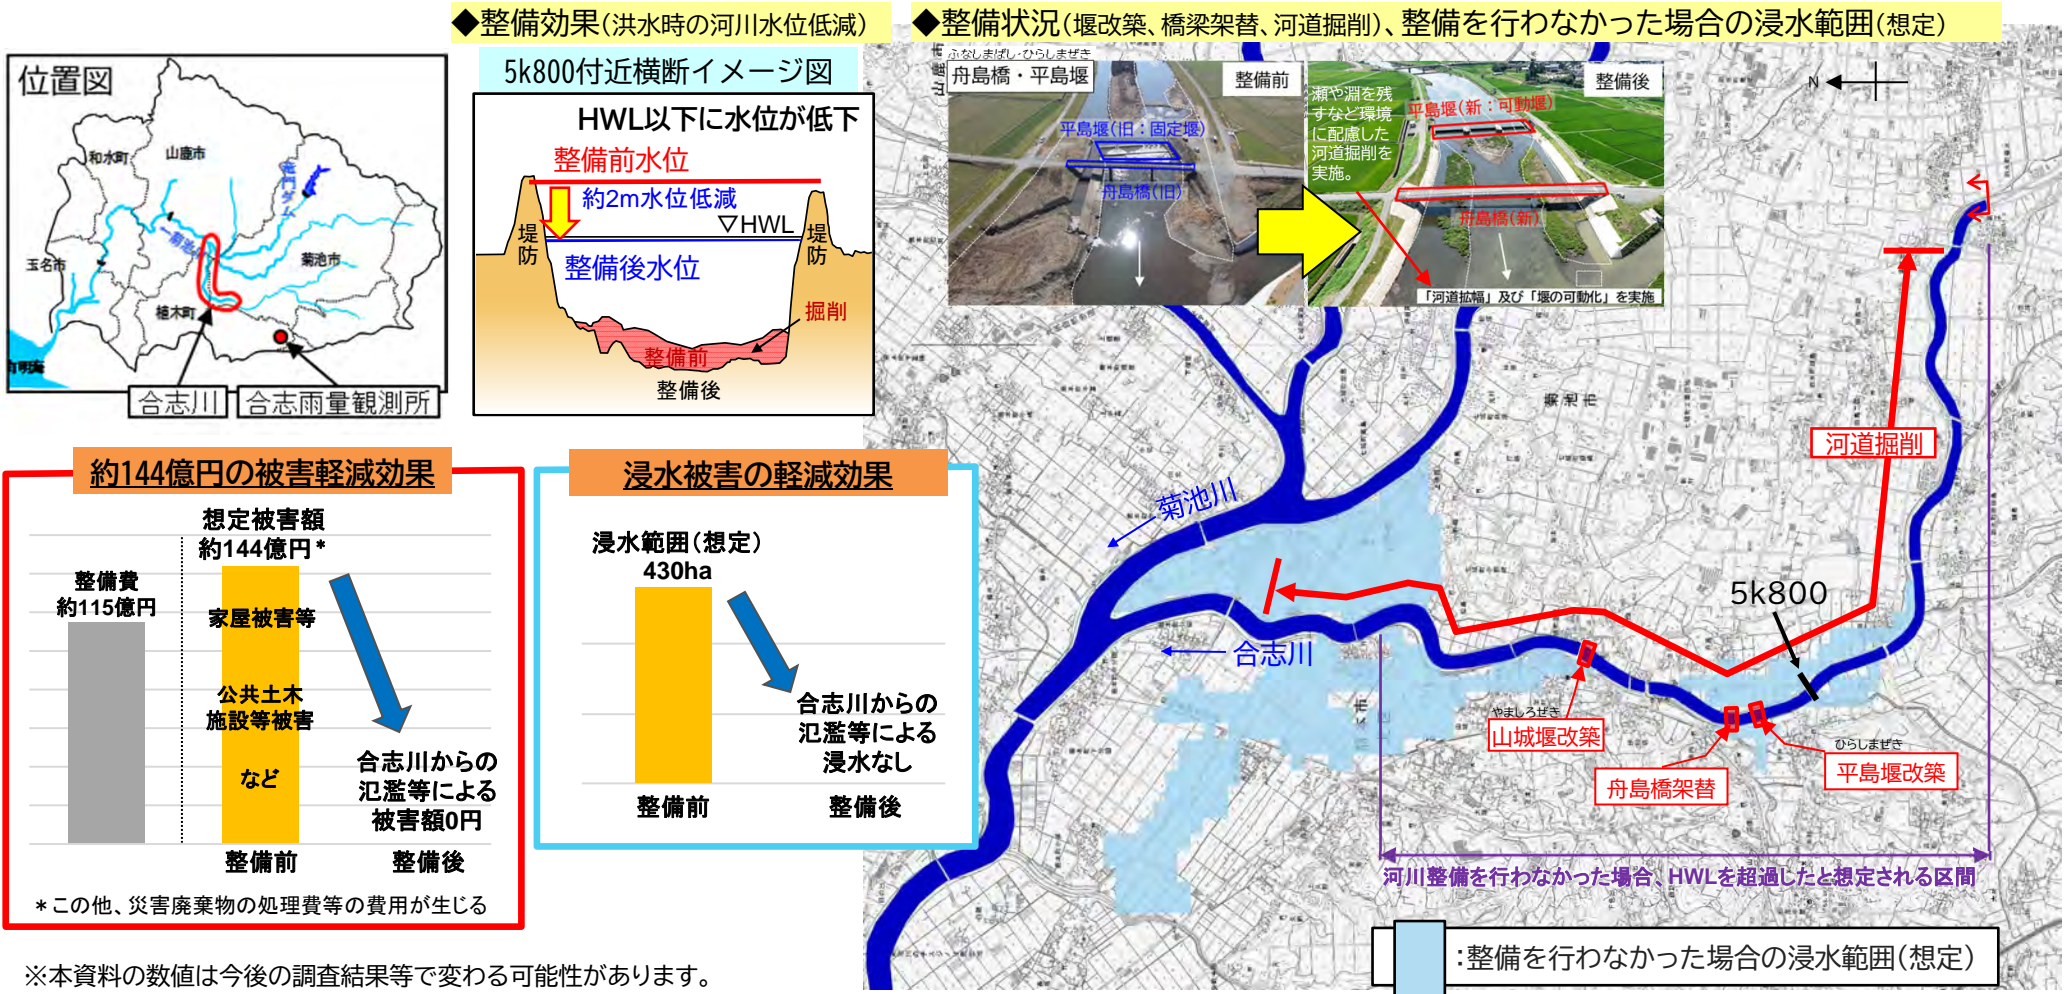 ◆整備効果(洪水時の河川水位低減)
◆整備状況(堰改築、橋梁架替、河道掘削)、整備を行わなかった場合の浸水範囲(想定)
位置図
和水町
山鹿市
竜門ダム
菊池川
玉名市
菊池市
植木町
有明海
合志川
合志雨量観測所
5k800付近横断イメージ図
HWL以下に水位が低下
整備前水位
約2m水位低減
▽HWL
堤防
堤防
整備後水位
掘削
整備前
整備後
ふなしまばし・ひらしまぜき
舟島橋・平島堰
整備前
平島堰(旧:固定堰)
舟島橋(旧)
整備後
瀬や淵を残
すなど環境
に配慮した
河道掘削を
実施。
平島堰(新:可動堰)
舟島橋(新)
「河道拡幅」及び「堰の可動化」を実施
N
菊池市
河道掘削
菊池川
合志川
5k800
やましろぜき
山城堰改築
舟島橋架替
ひらしまぜき
平島堰改築
河川整備を行わなかった場合、HWLを超過したと想定される区間
:整備を行わなかった場合の浸水範囲(想定)
約144億円の被害軽減効果
想定被害額
約144億円*
整備費
約115億円
家屋被害等
公共土木
施設等被害
など
合志川からの
氾濫等による
被害額0円
整備前
整備後
*この他、災害廃棄物の処理費等の費用が生じる
浸水被害の軽減効果
浸水範囲(想定)
430ha
合志川からの
氾濫等による
浸水なし
整備前
整備後
※本資料の数値は今後の調査結果等で変わる可能性があります。